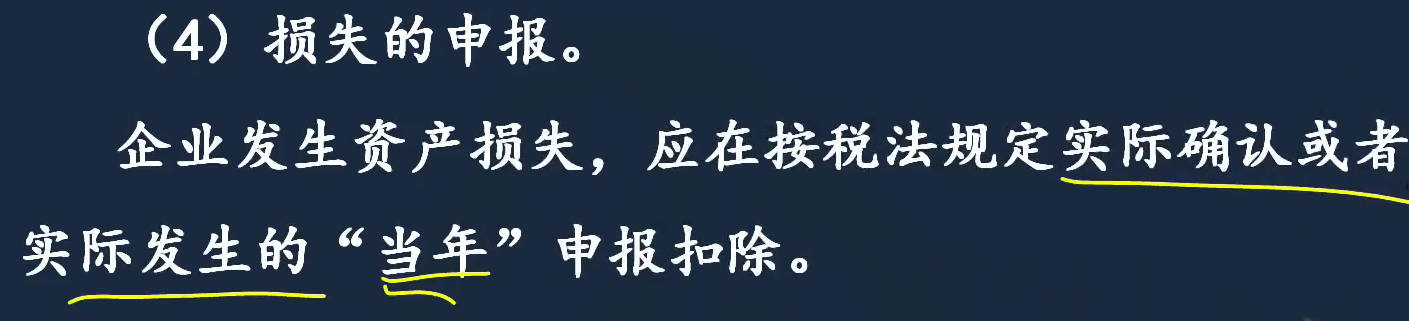 （4）损失的申报。
企业发生资产损失，应在按税法规定实际确认或者
实际发生的“当年”申报扣除。